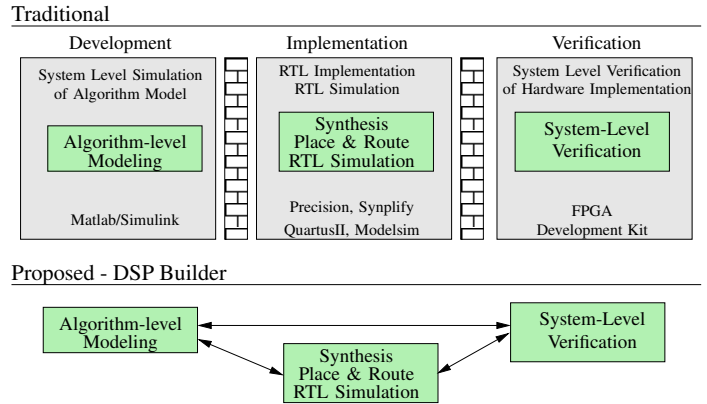 Traditional
Development
Implementation
Verification
System Level Simulation
of Algorithm Model
Algorithm-level
Modeling
Matlab/Simulink
RTL Implementation
RTL Simulation
Synthesis
Place & Route
RTL Simulation
Precision, Synplify
QuartusII, Modelsim
System Level Verification
of Hardware Implementation
System-Level
Verification
FPGA
Development Kit
Proposed - DSP Builder
Algorithm-level
Modeling
Synthesis
Place & Route
RTL Simulation
System-Level
Verification